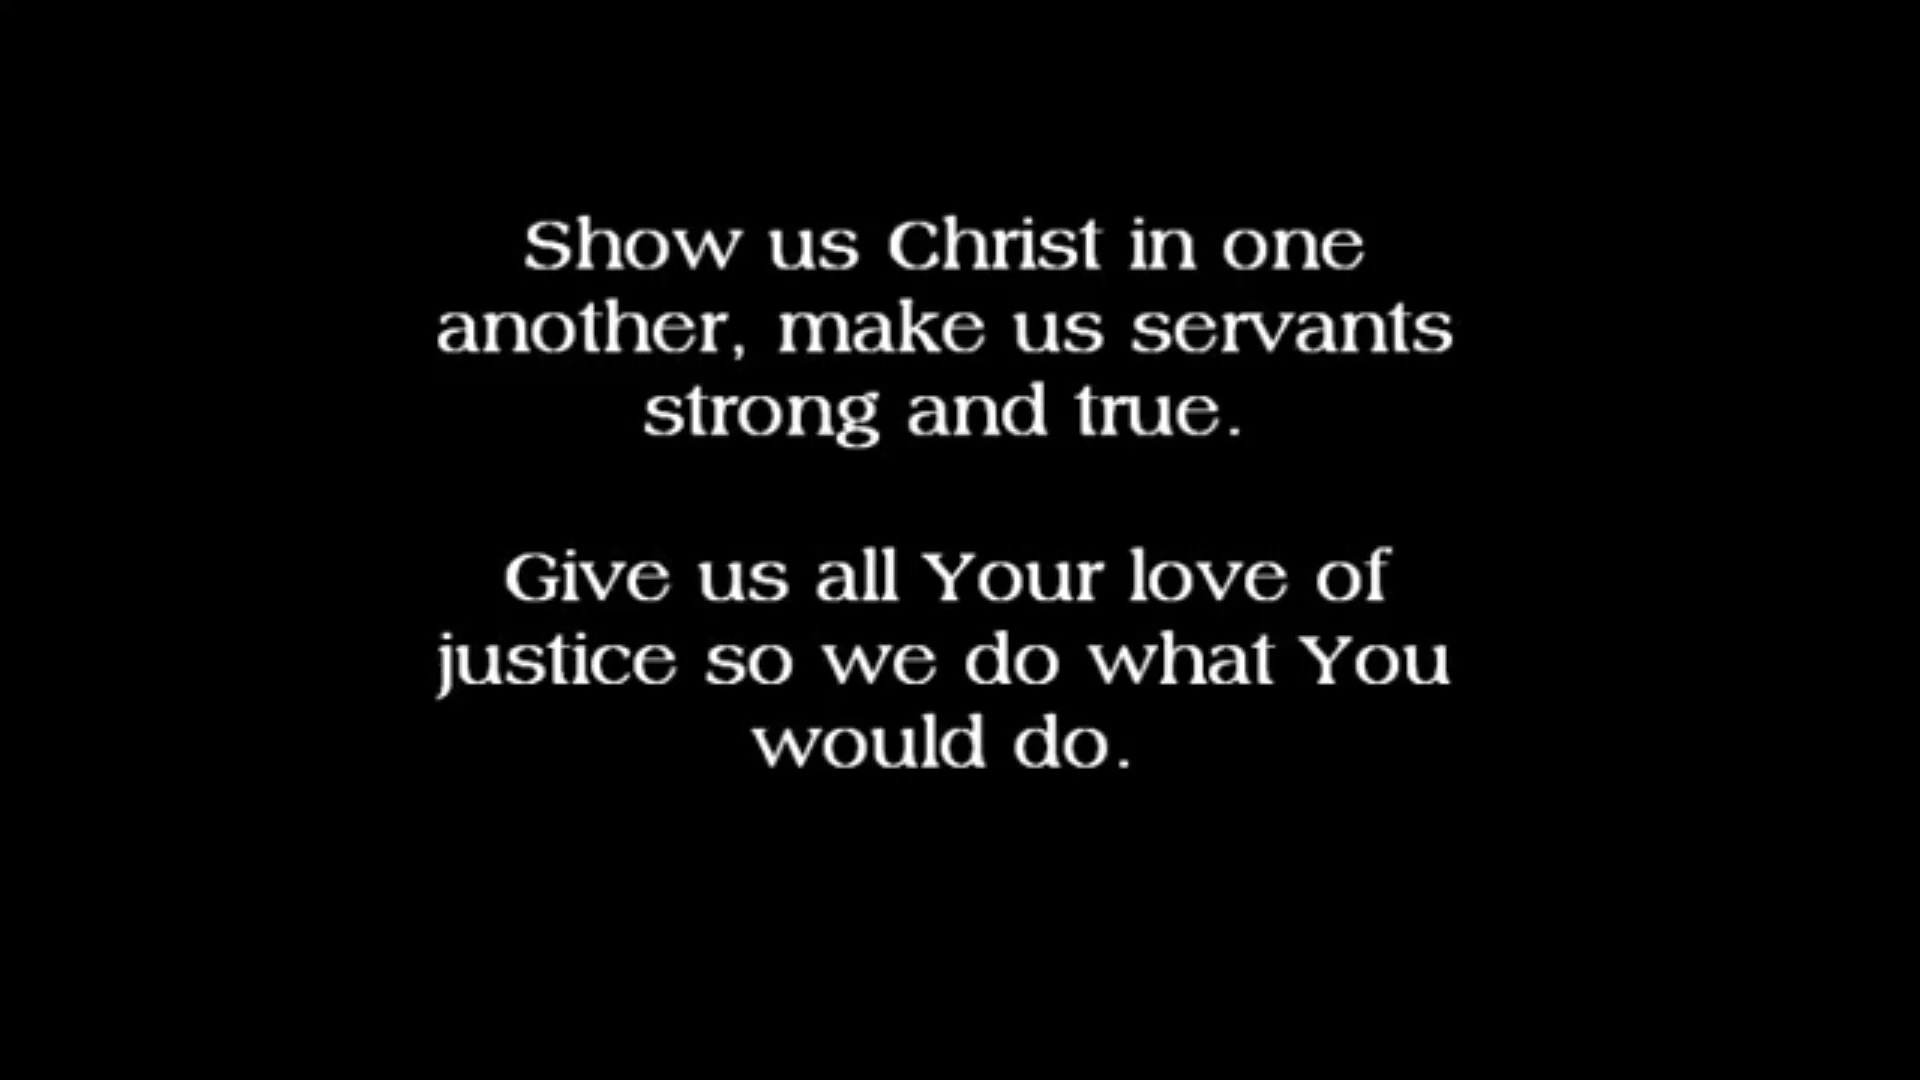 Show us Christ in one
another, make us servants
strong and true.
Give us all Your love of
justice so we do what You
would do.